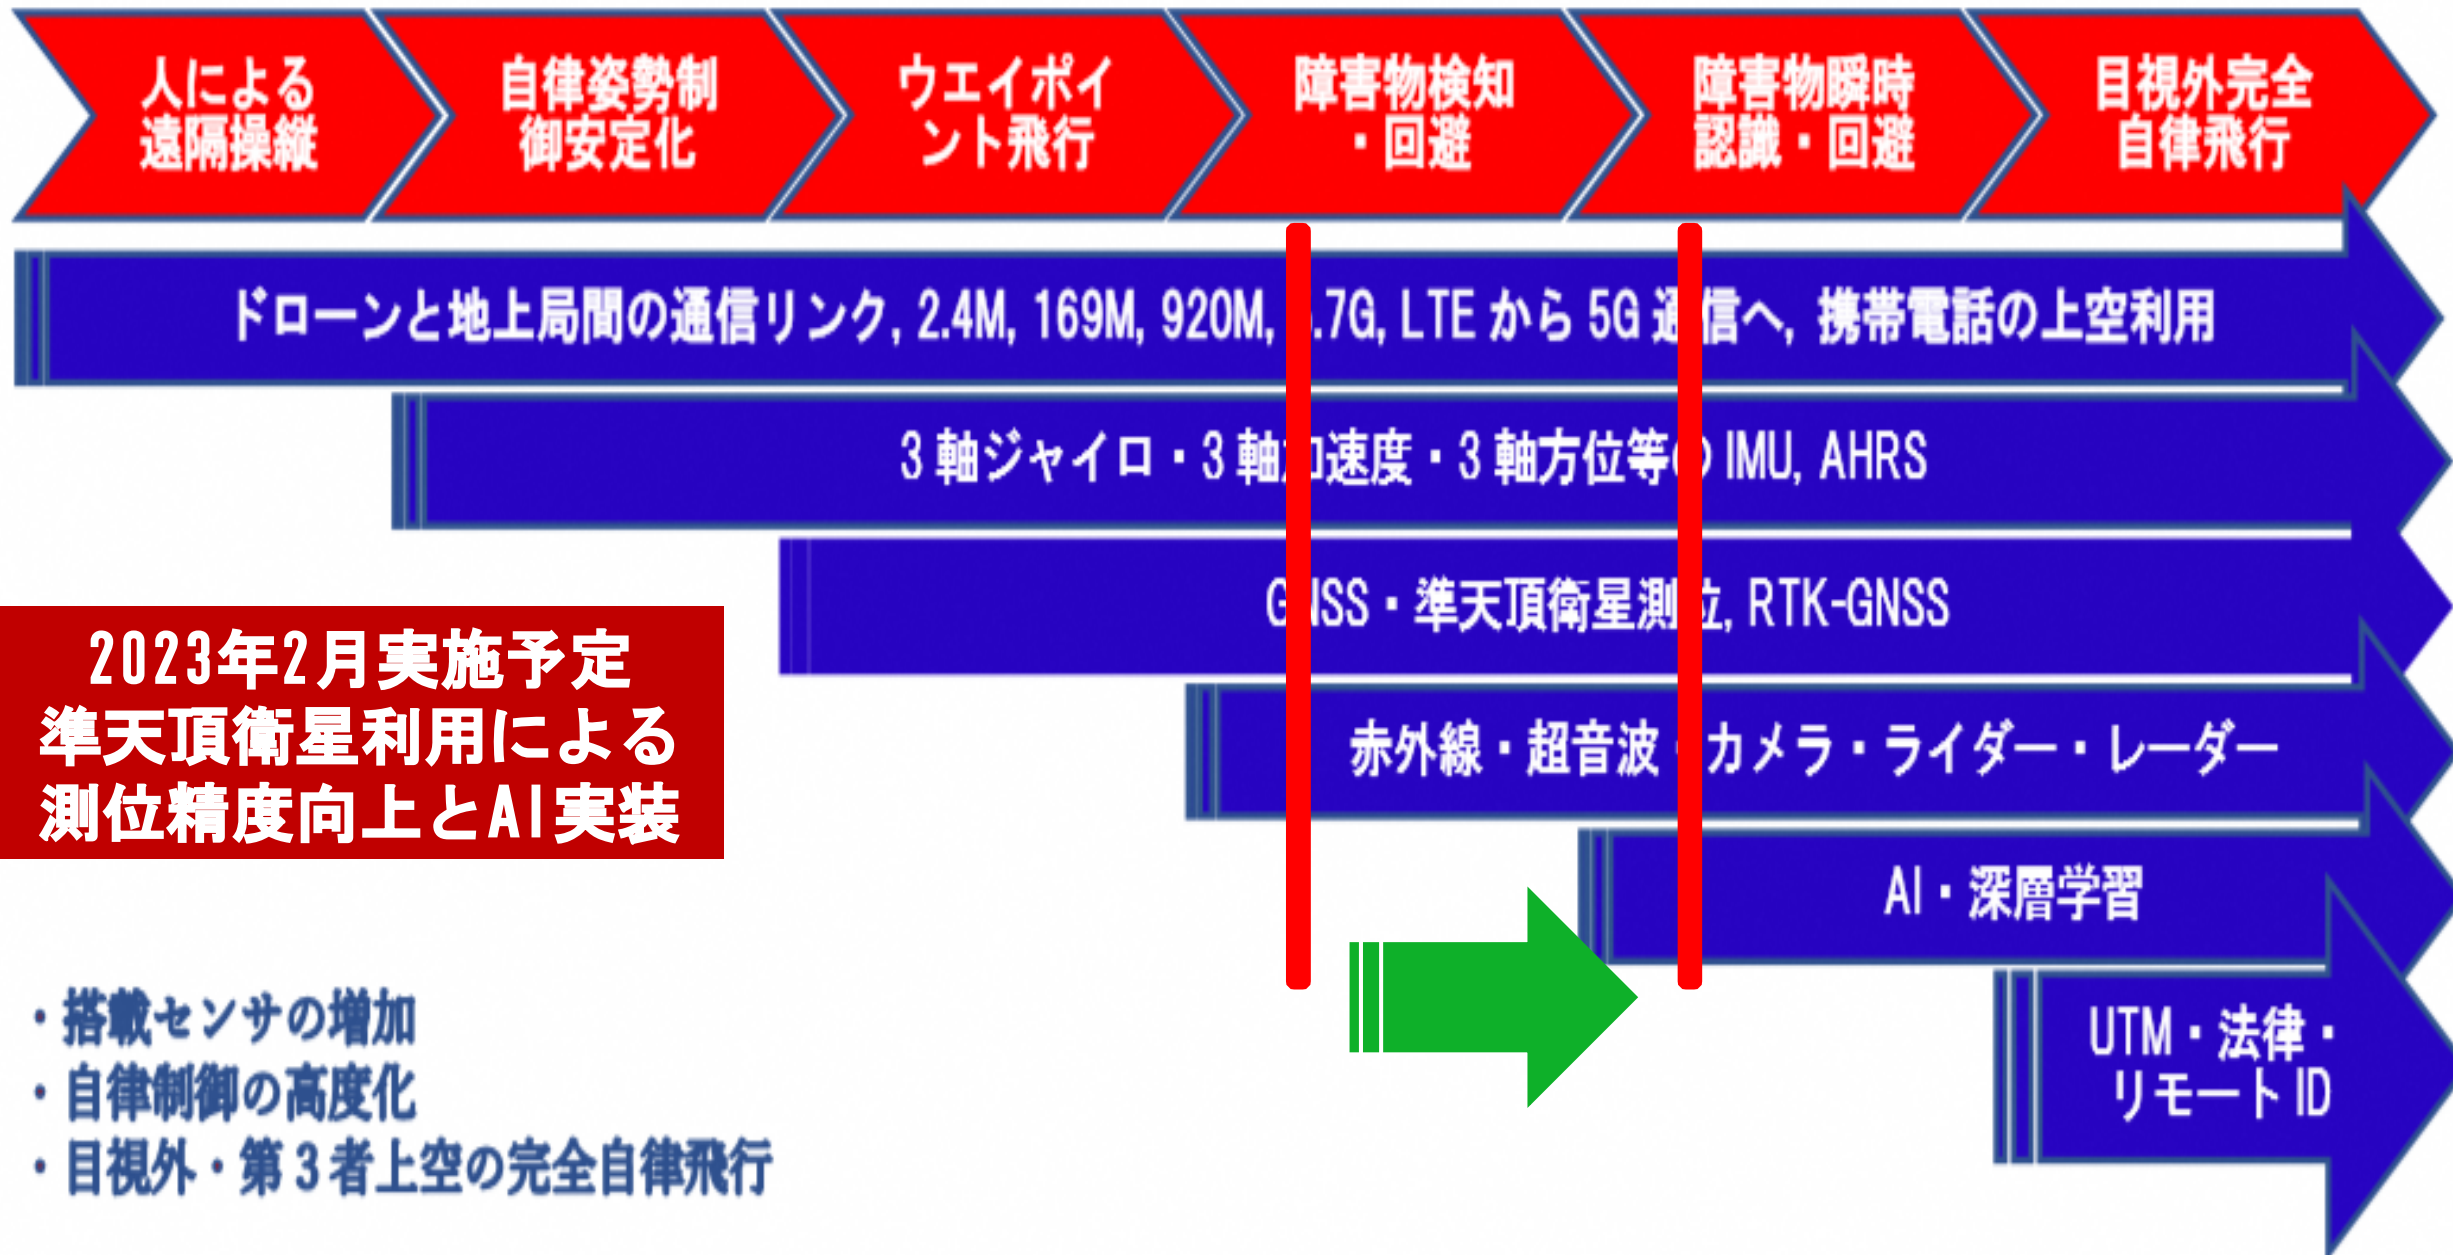 人による
遠隔操縦
自律姿勢制
御安定化
ウエイポイ
ント飛行
障害物検知
・回避
障害物瞬時
認識・回避
目視外完全
自律飛行
ドローンと地上局間の通信リンク, 2.4M, 169M, 920M, .7G, LTE から 5G 通信へ, 携帯電話の上空利用
3 軸ジャイロ・3 軸加速度・3 軸方位等の IMU, AHRS
GNSS・準天頂衛星測位, RTK-GNSS
2023年2月実施予定
準天頂衛星利用による
測位精度向上とAI実装
赤外線・超音波・カメラ・ライダー・レーダー
AI・深層学習
UTM・法律・
リモート ID
・搭載センサの増加
・自律制御の高度化
・目視外・第３者上空の完全自律飛行